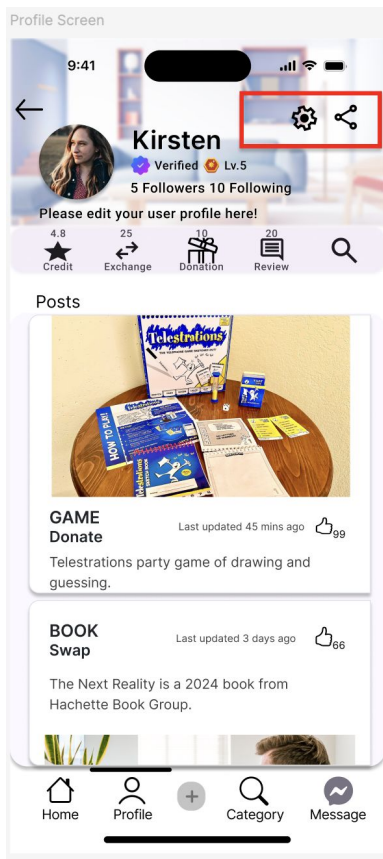 Profile Screen
9:41
Kirsten
Verified Lv.5
5 Followers 10 Following
Please edit your user profile here!
4.8 25 10 20
Credit Exchange Donation Review
Posts
Telestrations
HOW TO PLAY
Telestrations
SKETCH BOOK
GAME
Donate
Last updated 45 mins ago
99
Telestrations party game of drawing and
guessing.
BOOK
Swap
Last updated 3 days ago
66
The Next Reality is a 2024 book from
Hachette Book Group.
Home Profile + Category Message